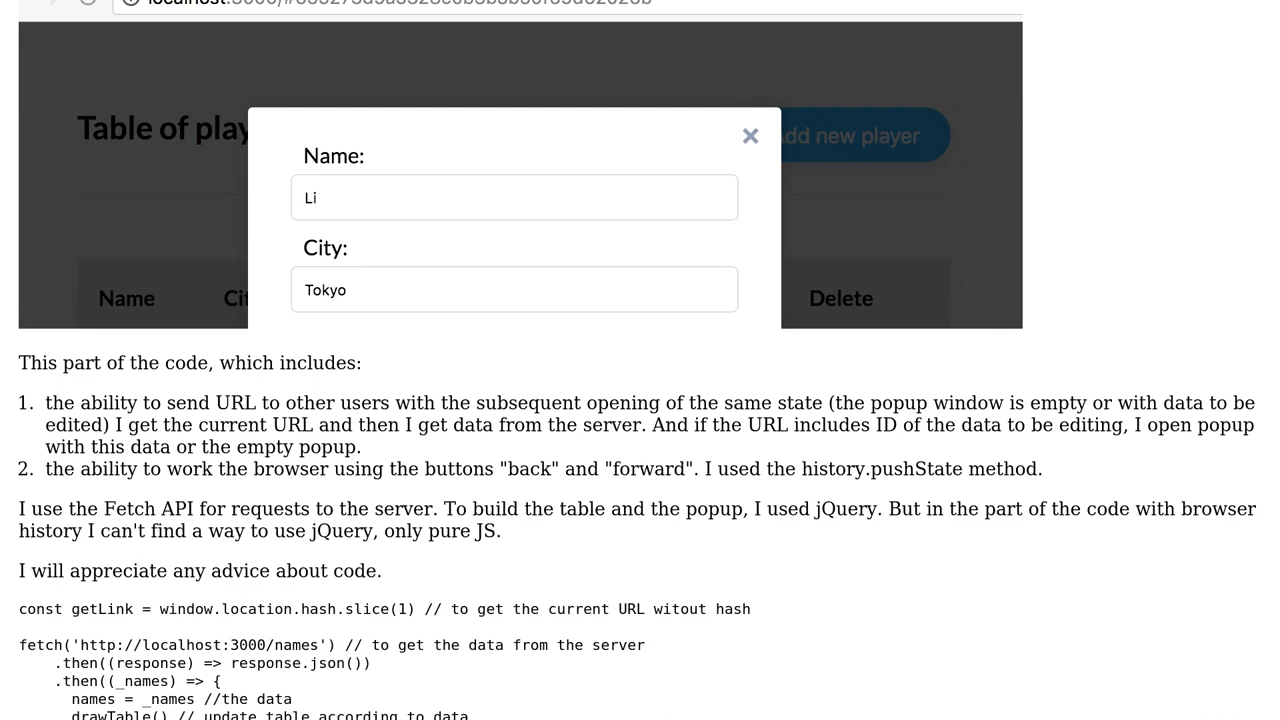 Table of play
×
dd new player
Name:
Li
City:
Tokyo
Name
Cit
Delete
This part of the code, which includes:
1. the ability to send URL to other users with the subsequent opening of the same state (the popup window is empty or with data to be
edited) I get the current URL and then I get data from the server. And if the URL includes ID of the data to be editing, I open popup
with this data or the empty popup.
2. the ability to work the browser using the buttons "back" and "forward". I used the history.pushState method.
I use the Fetch API for requests to the server. To build the table and the popup, I used jQuery. But in the part of the code with browser
history I can't find a way to use jQuery, only pure JS.
I will appreciate any advice about code.
const getLink = window.location.hash.slice(1) // to get the current URL witout hash
fetch('http://localhost:3000/names') // to get the data from the server
.then((response) => response.json())
.then((_names) => {
names = _names //the data
drawTable() // update table according to data